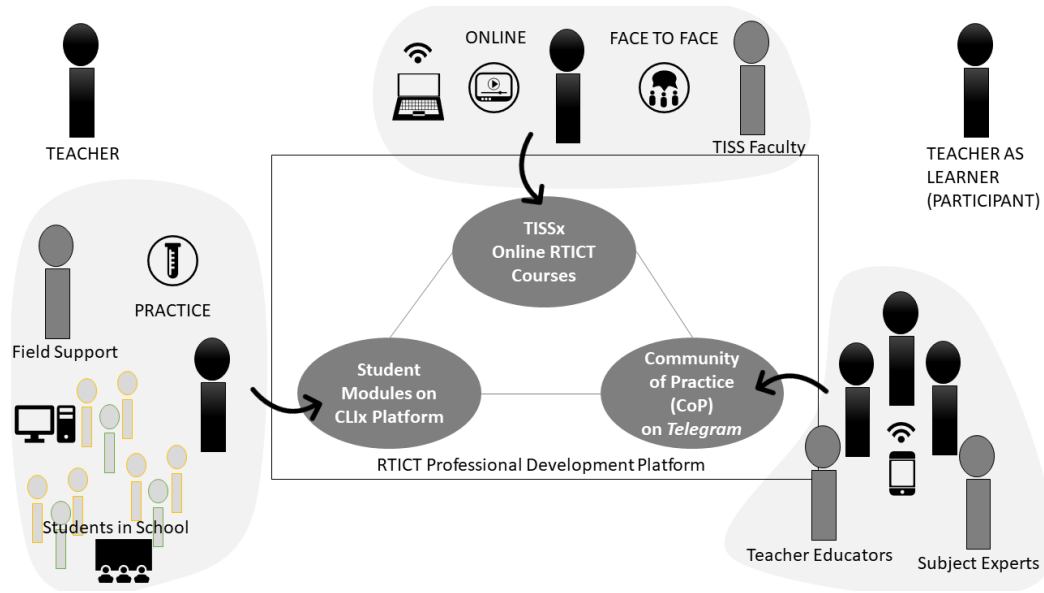 ONLINE
FACE TO FACE
TEACHER
TISS Faculty
TEACHER AS
LEARNER
(PARTICIPANT)
TISSx
Online RTICT
Courses
PRACTICE
Field Support
Student
Modules on
CLIx Platform
Community
of Practice
(CoP)
on Telegram
RTICT Professional Development Platform
Students in School
Teacher Educators
Subject Experts